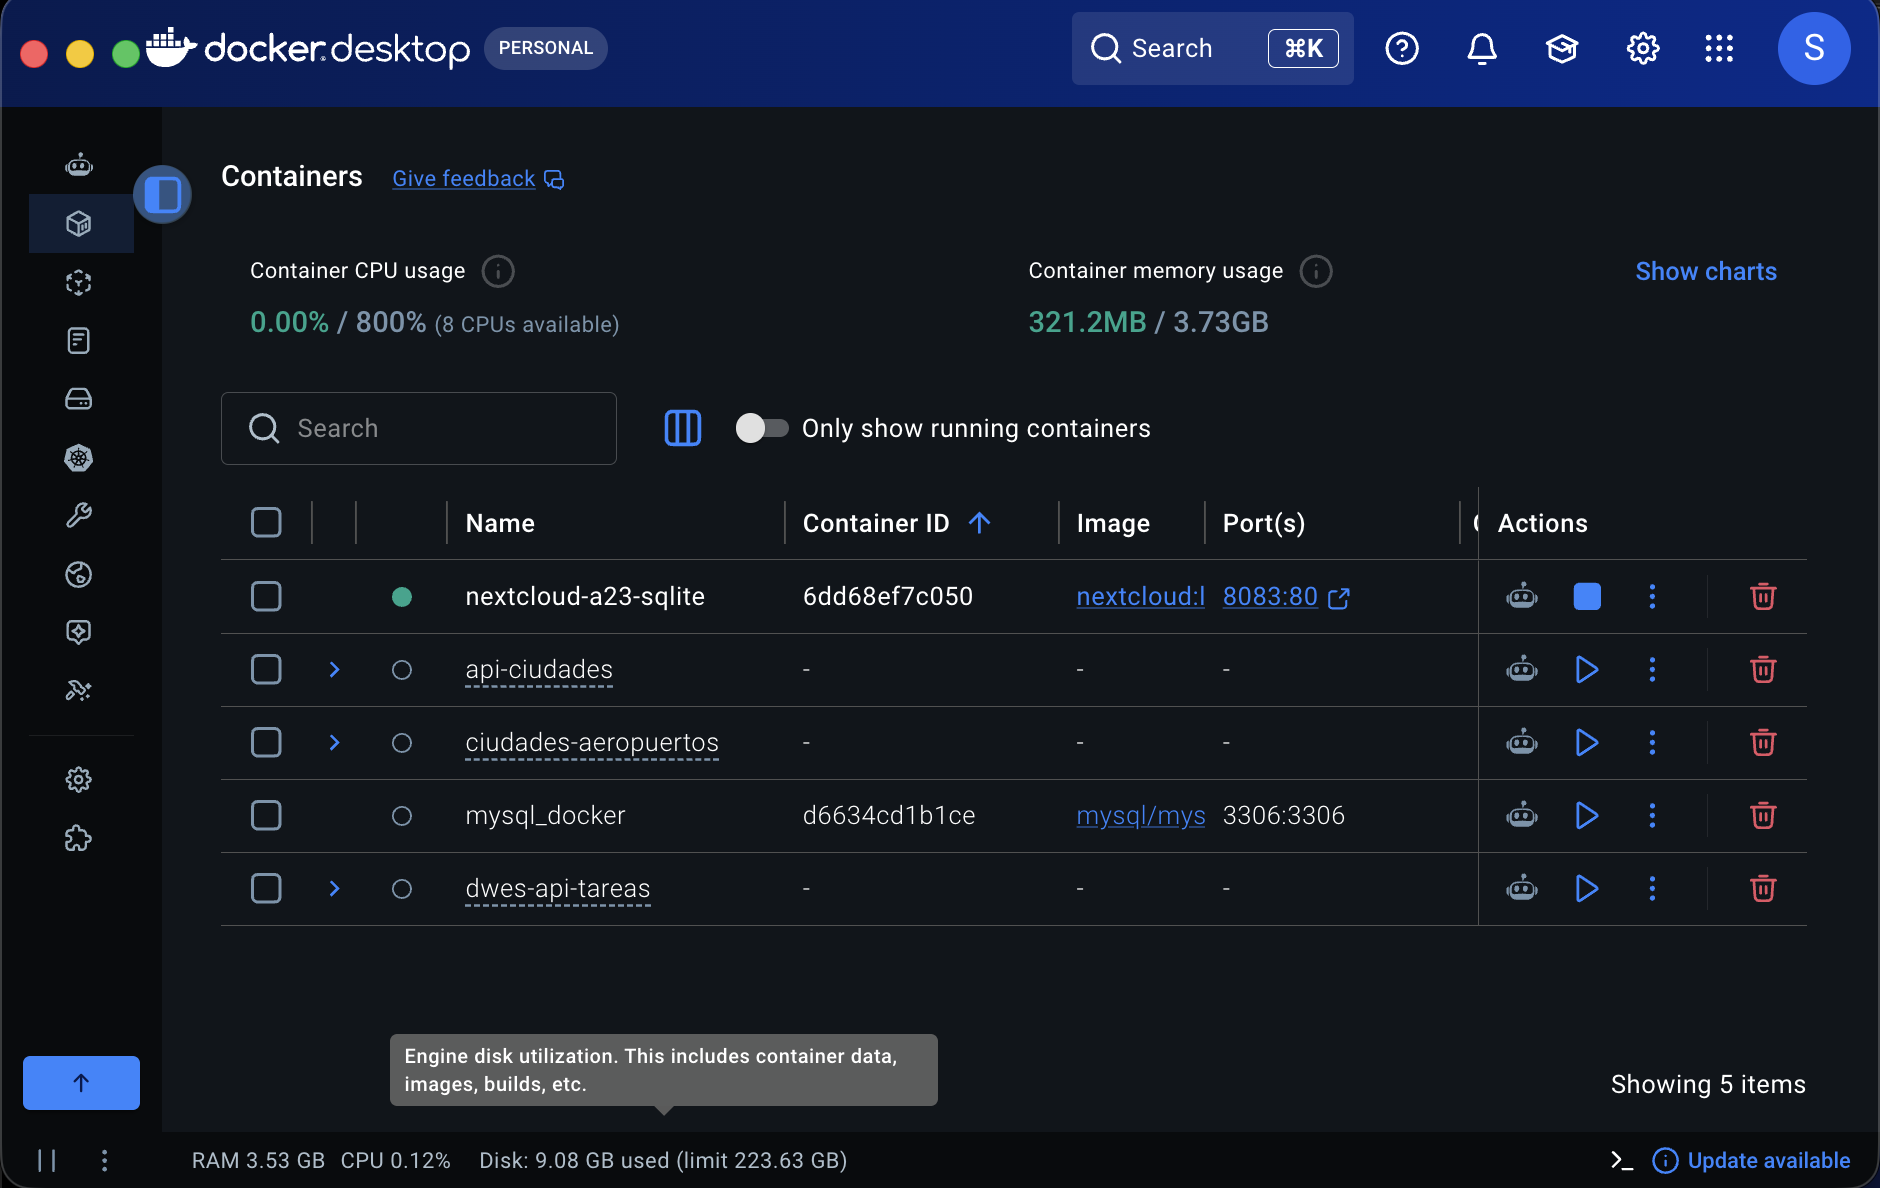 docker.desktop PERSONAL Search ⌘K S
Containers Give feedback
Container CPU usage
0.00% / 800% (8 CPUs available)
Container memory usage
321.2MB / 3.73GB
Show charts
Search Only show running containers
Name Container ID Image Port(s) Actions
nextcloud-a23-sqlite 6dd68ef7c050 nextcloud:l 8083:80
api-ciudades - - -
ciudades-aeropuertos - - -
mysql_docker d6634cd1b1ce mysql/mys 3306:3306
dwes-api-tareas - - -
Engine disk utilization. This includes container data,
images, builds, etc.
Showing 5 items
RAM 3.53 GB CPU 0.12% Disk: 9.08 GB used (limit 223.63 GB) Update available